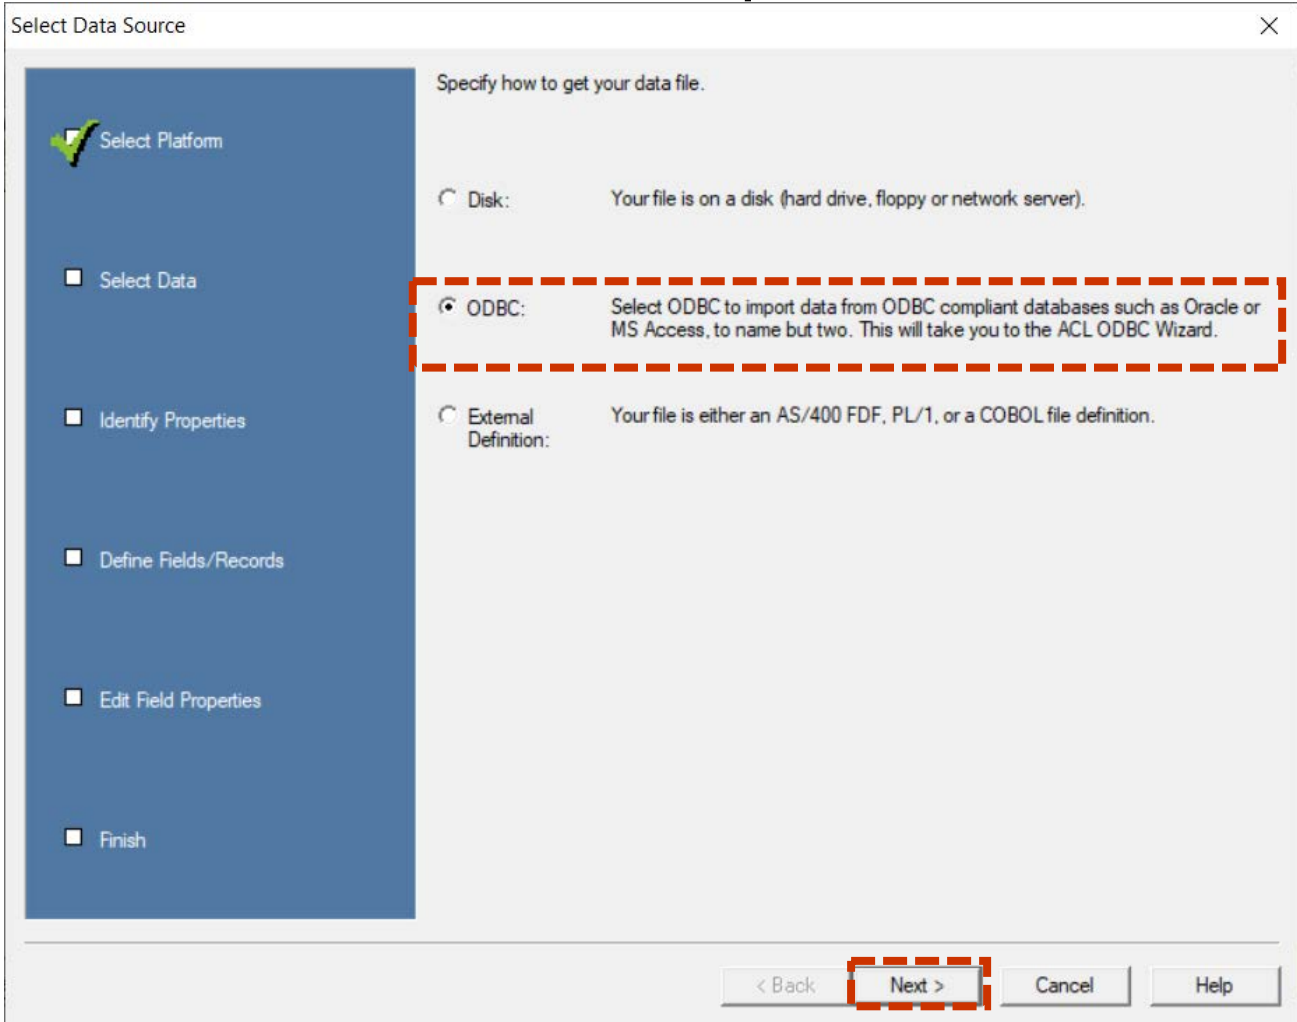 Select Data Source
Specify how to get your data file.
Select Platform
Disk: Your file is on a disk (hard drive, floppy or network server).
Select Data
ODBC: Select ODBC to import data from ODBC compliant databases such as Oracle or
MS Access, to name but two. This will take you to the ACL ODBC Wizard.
Identify Properties
External Your file is either an AS/400 FDF, PL/1, or a COBOL file definition.
Definition:
Define Fields/Records
Edit Field Properties
Finish
< Back Next > Cancel Help